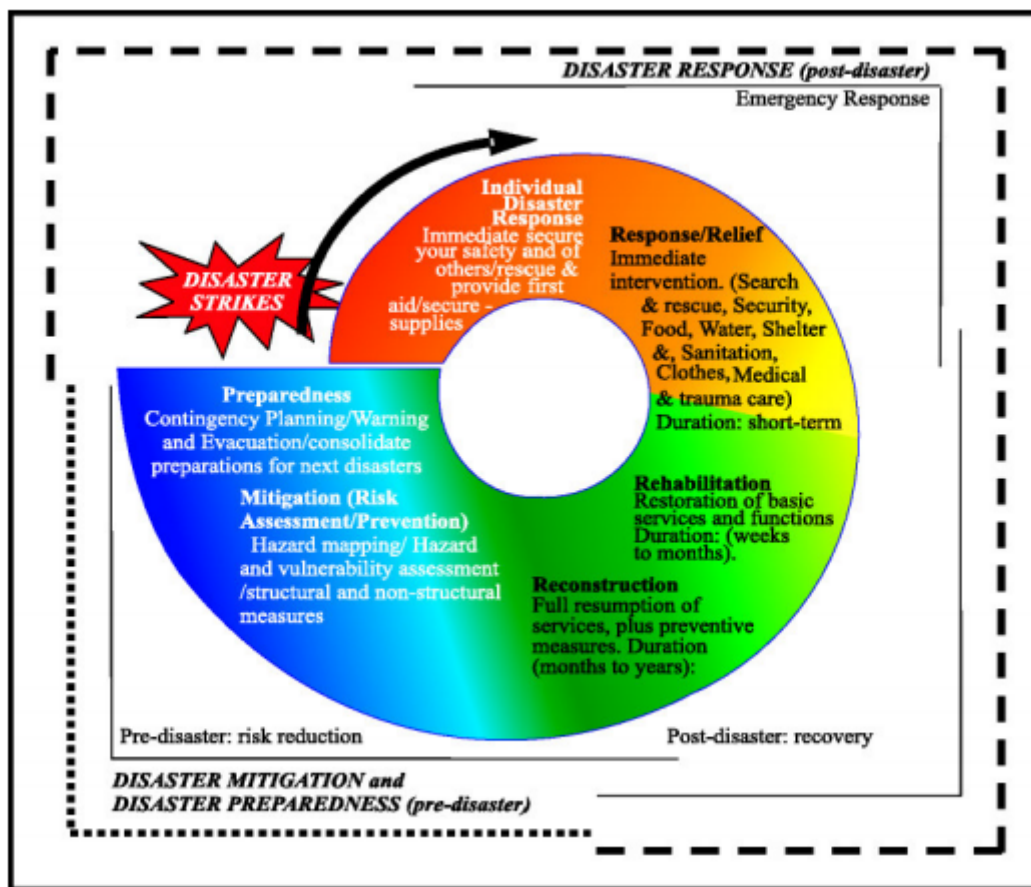 DISASTER RESPONSE (post-disaster)
Emergency Response
DISASTER
STRIKES
Individual
Disaster
Response
Immediate secure
your safety and of
others/rescue &
provide first
aid/secure -
supplies
Response/Relief
Immediate
intervention. (Search
& rescue, Security,
Food, Water, Shelter
&, Sanitation,
Clothes, Medical
& trauma care)
Duration: short-term
Rehabilitation
Restoration of basic
services and functions
Duration: (weeks
to months).
Reconstruction
Full resumption of
services, plus preventive
measures. Duration
(months to years):
Preparedness
Contingency Planning/Warning
and Evacuation/consolidate
preparations for next disasters
Mitigation (Risk
Assessment/Prevention)
Hazard mapping/ Hazard
and vulnerability assessment
/structural and non-structural
measures
Pre-disaster: risk reduction
Post-disaster: recovery
DISASTER MITIGATION and
DISASTER PREPAREDNESS (pre-disaster)